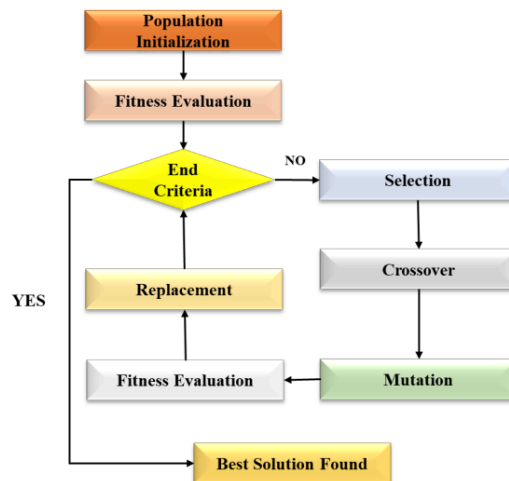 Population
Initialization
Fitness Evaluation
End
Criteria
NO
Selection
Crossover
Replacement
YES
Fitness Evaluation
Mutation
Best Solution Found